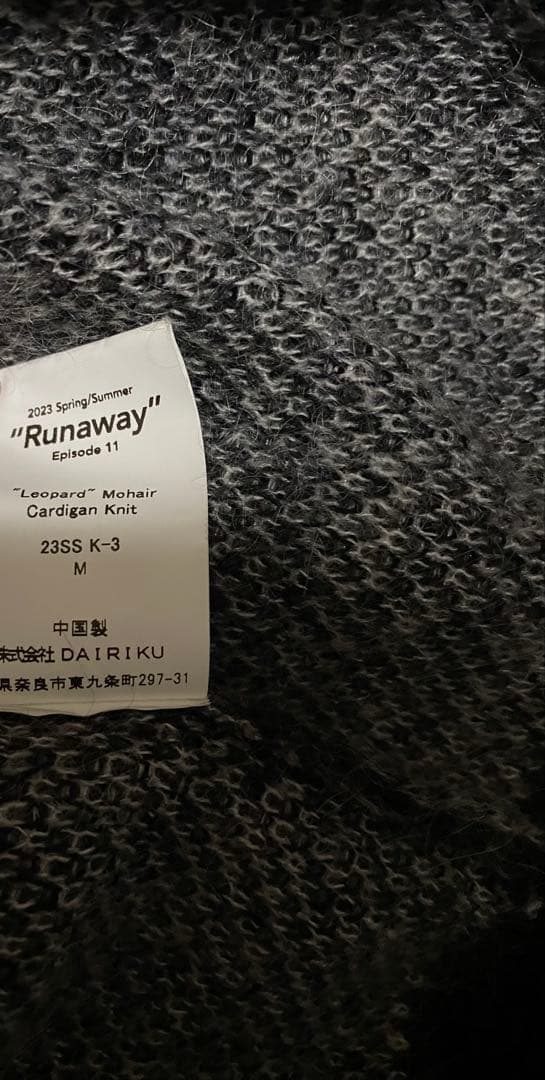 2023 Spring/Summer
"Runaway"
Episode 11
"Leopard" Mohair
Cardigan Knit
23SS K-3
M
中国製
株式会社 DAIRIKU
県奈良市東九条町297-31